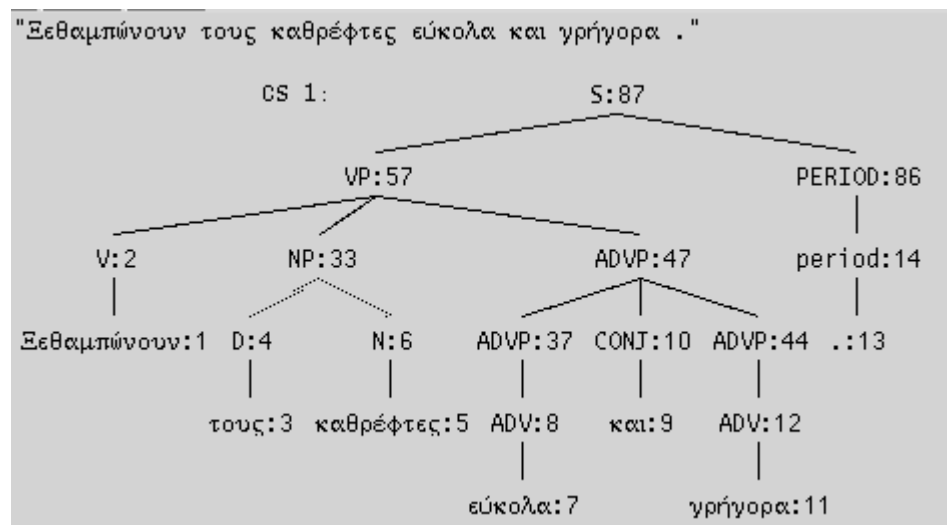 "Ξεθαμπώνουν τους καθρέφτες εύκολα και γρήγορα ."
CS 1: S:87
VP:57 PERIOD:86
V:2 NP:33 ADVP:47 period:14
Ξεθαμπώνουν:1 D:4 N:6 ADVP:37 CONJ:10 ADVP:44 .:13
τους:3 καθρέφτες:5 ADV:8 και:9 ADV:12
εύκολα:7 γρήγορα:11